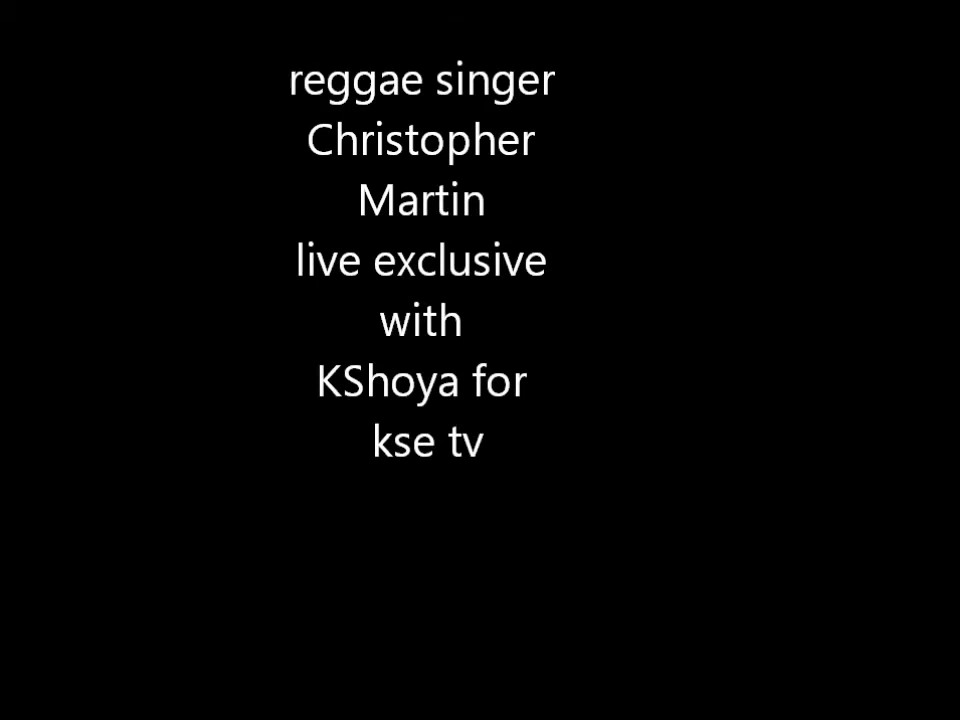 reggae singer
Christopher
Martin
live exclusive
with
KShoya for
kse tv